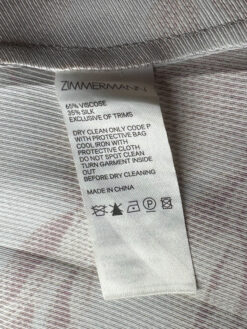 ZIMMERMANN
65% VISCOSE
35% SILK
EXCLUSIVE OF TRIMS
DRY CLEAN ONLY CODE P
WITH PROTECTIVE BAG
COOL IRON WITH
PROTECTIVE CLOTH
DO NOT SPOT CLEAN
TURN GARMENT INSIDE
OUT
BEFORE DRY CLEANING
MADE IN CHINA
P